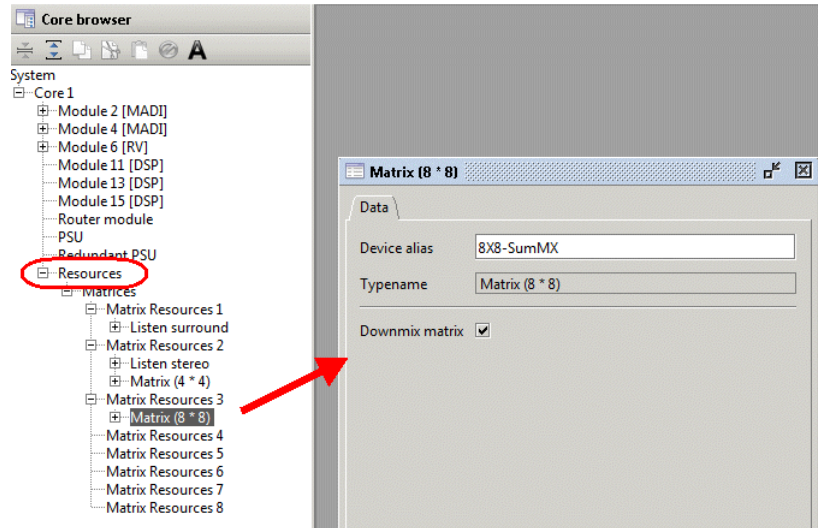 Core browser
A
System
Core 1
Module 2 [MADI]
Module 4 [MADI]
Module 6 [RV]
Module 11 [DSP]
Module 13 [DSP]
Module 15 [DSP]
Router module
PSU
Redundant PSU
Resources
Matrices
Matrix Resources 1
Listen surround
Matrix Resources 2
Listen stereo
Matrix (4 * 4)
Matrix Resources 3
Matrix (8 * 8)
Matrix Resources 4
Matrix Resources 5
Matrix Resources 6
Matrix Resources 7
Matrix Resources 8
Matrix (8 * 8)
Data
Device alias 8X8-SumMX
Typename Matrix (8 * 8)
Downmix matrix